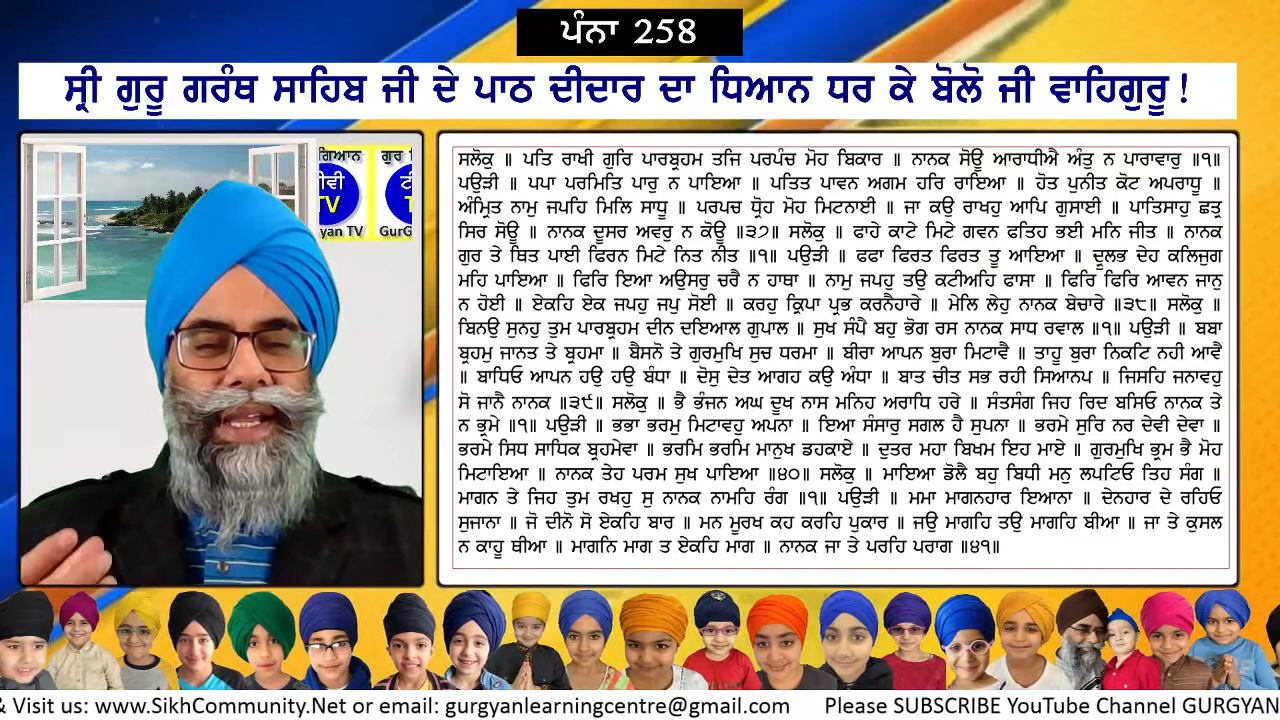 ਪੰਨਾ 258
ਸ੍ਰੀ ਗੁਰੂ ਗਰੰਥ ਸਾਹਿਬ ਜੀ ਦੇ ਪਾਠ ਦੀਦਾਰ ਦਾ ਧਿਆਨ ਧਰ ਕੇ ਬੋਲੋ ਜੀ ਵਾਹਿਗੁਰੂ!
ਗਿਆਨ ਗੁਰ
ਟੀਵੀ
TV
yan TV GurG
ਸਲੋਕੁ ॥ ਪਤਿ ਰਾਖੀ ਗੁਰਿ ਪਾਰਬ੍ਰਹਮ ਤਜਿ ਪਰਪੰਚ ਮੋਹ ਬਿਕਾਰ ॥ ਨਾਨਕ ਸੋਊ ਆਰਾਧੀਐ ਅੰਤੁ ਨ ਪਾਰਾਵਾਰੁ ॥੧॥
ਪਉੜੀ ॥ ਪਪਾ ਪਰਮਿਤਿ ਪਾਰੁ ਨ ਪਾਇਆ ॥ ਪਤਿਤ ਪਾਵਨ ਅਗਮ ਹਰਿ ਰਾਇਆ ॥ ਹੋਤ ਪੁਨੀਤ ਕੋਟ ਅਪਰਾਧੂ ॥
ਅੰਮ੍ਰਿਤ ਨਾਮੁ ਜਪਹਿ ਮਿਲਿ ਸਾਧੂ ॥ ਪਰਪਚ ਧ੍ਰੋਹ ਮੋਹ ਮਿਟਨਾਈ ॥ ਜਾ ਕਉ ਰਾਖਹੁ ਆਪਿ ਗੁਸਾਈ ॥ ਪਾਤਿਸਾਹੁ ਛਤ੍ਰ
ਸਿਰ ਸੋਊ ॥ ਨਾਨਕ ਦੂਸਰ ਅਵਰੁ ਨ ਕੋਊ ॥੩੭॥ ਸਲੋਕੁ ॥ ਫਾਹੇ ਕਾਟੇ ਮਿਟੇ ਗਵਨ ਫਤਿਹ ਭਈ ਮਨਿ ਜੀਤ ॥ ਨਾਨਕ
ਗੁਰ ਤੇ ਥਿਤ ਪਾਈ ਫਿਰਨ ਮਿਟੇ ਨਿਤ ਨੀਤ ॥੧॥ ਪਉੜੀ ॥ ਫਫਾ ਫਿਰਤ ਫਿਰਤ ਤੂ ਆਇਆ ॥ ਦ੍ਰੁਲਭ ਦੇਹ ਕਲਿਜੁਗ
ਮਹਿ ਪਾਇਆ ॥ ਫਿਰਿ ਇਆ ਅਉਸਰੁ ਚਰੈ ਨ ਹਾਥਾ ॥ ਨਾਮੁ ਜਪਹੁ ਤਉ ਕਟੀਅਹਿ ਫਾਸਾ ॥ ਫਿਰਿ ਫਿਰਿ ਆਵਨ ਜਾਨੁ
ਨ ਹੋਈ ॥ ਏਕਹਿ ਏਕ ਜਪਹੁ ਜਪੁ ਸੋਈ ॥ ਕਰਹੁ ਕ੍ਰਿਪਾ ਪ੍ਰਭ ਕਰਨੈਹਾਰੇ ॥ ਮੇਲਿ ਲੇਹੁ ਨਾਨਕ ਬੇਚਾਰੇ ॥੩੮॥ ਸਲੋਕੁ ॥
ਬਿਨਉ ਸੁਨਹੁ ਤੁਮ ਪਾਰਬ੍ਰਹਮ ਦੀਨ ਦਇਆਲ ਗੁਪਾਲ ॥ ਸੁਖ ਸੰਪੈ ਬਹੁ ਭੋਗ ਰਸ ਨਾਨਕ ਸਾਧ ਰਵਾਲ ॥੧॥ ਪਉੜੀ ॥ ਬਬਾ
ਬ੍ਰਹਮੁ ਜਾਨਤ ਤੇ ਬ੍ਰਹਮਾ ॥ ਬੈਸਨੋ ਤੇ ਗੁਰਮੁਖਿ ਸੁਚ ਧਰਮਾ ॥ ਬੀਰਾ ਆਪਨ ਬੁਰਾ ਮਿਟਾਵੈ ॥ ਤਾਹੂ ਬੁਰਾ ਨਿਕਟਿ ਨਹੀ ਆਵੈ
॥ ਬਾਧਿਓ ਆਪਨ ਹਉ ਹਉ ਬੰਧਾ ॥ ਦੋਸੁ ਦੇਤ ਆਗਹ ਕਉ ਅੰਧਾ ॥ ਬਾਤ ਚੀਤ ਸਭ ਰਹੀ ਸਿਆਨਪ ॥ ਜਿਸਹਿ ਜਨਾਵਹੁ
ਸੋ ਜਾਨੈ ਨਾਨਕ ॥੩੯॥ ਸਲੋਕੁ ॥ ਭੈ ਭੰਜਨ ਅਘ ਦੂਖ ਨਾਸ ਮਨਿਹ ਅਰਾਧਿ ਹਰੇ ॥ ਸੰਤਸੰਗ ਜਿਹ ਰਿਦ ਬਸਿਓ ਨਾਨਕ ਤੇ
ਨ ਭ੍ਰਮੇ ॥੧॥ ਪਉੜੀ ॥ ਭਭਾ ਭਰਮੁ ਮਿਟਾਵਹੁ ਅਪਨਾ ॥ ਇਆ ਸੰਸਾਰੁ ਸਗਲ ਹੈ ਸੁਪਨਾ ॥ ਭਰਮੇ ਸੁਰਿ ਨਰ ਦੇਵੀ ਦੇਵਾ ॥
ਭਰਮੇ ਸਿਧ ਸਾਧਿਕ ਬ੍ਰਹਮੇਵਾ ॥ ਭਰਮਿ ਭਰਮਿ ਮਾਨੁਖ ਡਹਕਾਏ ॥ ਦੁਤਰ ਮਹਾ ਬਿਖਮ ਇਹ ਮਾਏ ॥ ਗੁਰਮੁਖਿ ਭ੍ਰਮ ਭੈ ਮੋਹ
ਮਿਟਾਇਆ ॥ ਨਾਨਕ ਤੇਹ ਪਰਮ ਸੁਖ ਪਾਇਆ ॥੪੦॥ ਸਲੋਕੁ ॥ ਮਾਇਆ ਡੋਲੈ ਬਹੁ ਬਿਧੀ ਮਨੁ ਲਪਟਿਓ ਤਿਹ ਸੰਗ ॥
ਮਾਗਨ ਤੇ ਜਿਹ ਤੁਮ ਰਖਹੁ ਸੁ ਨਾਨਕ ਨਾਮਹਿ ਰੰਗ ॥੧॥ ਪਉੜੀ ॥ ਮਮਾ ਮਾਗਨਹਾਰ ਇਆਨਾ ॥ ਦੇਨਹਾਰ ਦੇ ਰਹਿਓ
ਸੁਜਾਨਾ ॥ ਜੋ ਦੀਨੋ ਸੋ ਏਕਹਿ ਬਾਰ ॥ ਮਨ ਮੂਰਖ ਕਹ ਕਰਹਿ ਪੁਕਾਰ ॥ ਜਉ ਮਾਗਹਿ ਤਉ ਮਾਗਹਿ ਬੀਆ ॥ ਜਾ ਤੇ ਕੁਸਲ
ਨ ਕਾਹੂ ਥੀਆ ॥ ਮਾਗਨਿ ਮਾਗ ਤ ਏਕਹਿ ਮਾਗ ॥ ਨਾਨਕ ਜਾ ਤੇ ਪਰਹਿ ਪਰਾਗ ॥੪੧॥
& Visit us: www.SikhCommunity.Net or email: gurgyanlearningcentre@gmail.com Please SUBSCRIBE YouTube Channel GURGYAN